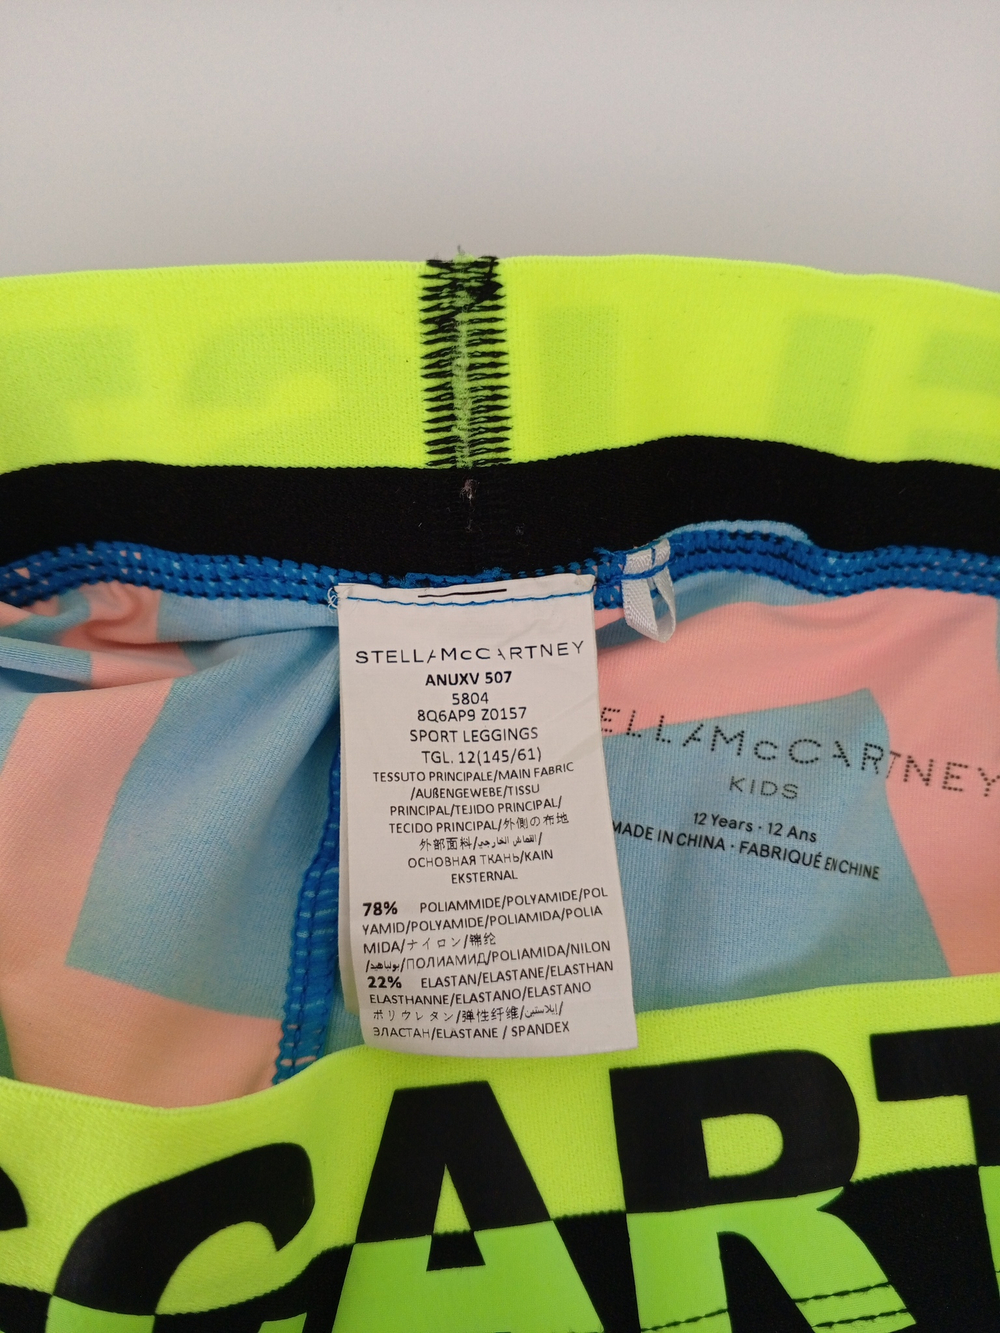 STELLAMcCARTNEY
ANUXV 507
5804
8Q6AP9 Z0157
SPORT LEGGINGS
TGL. 12(145/61)
TESSUTO PRINCIPALE/MAIN FABRIC
/AUßENGEWEBE/TISSU
PRINCIPAL/TEJIDO PRINCIPAL/
TECIDO PRINCIPAL/外側の布地
外部面料/القماش الخارجي/
ОСНОВНАЯ ТКАНЬ/KAIN
EKSTERNAL
78% POLIAMMIDE/POLYAMIDE/POL
YAMID/POLYAMIDE/POLIAMIDA/POLIA
MIDA/ナイロン/锦纶
/بولياميد/ПОЛИАМИД/POLIAMIDA/NILON
22% ELASTAN/ELASTANE/ELASTHAN
ELASTHANNE/ELASTANO/ELASTANO
ポリウレタン/弹性纤维/إيلاستين/
ЭЛАСТАН/ELASTANE / SPANDEX
ELLAMcCARTNEY
KIDS
12 Years · 12 Ans
MADE IN CHINA · FABRIQUÉ EN CHINE
CART